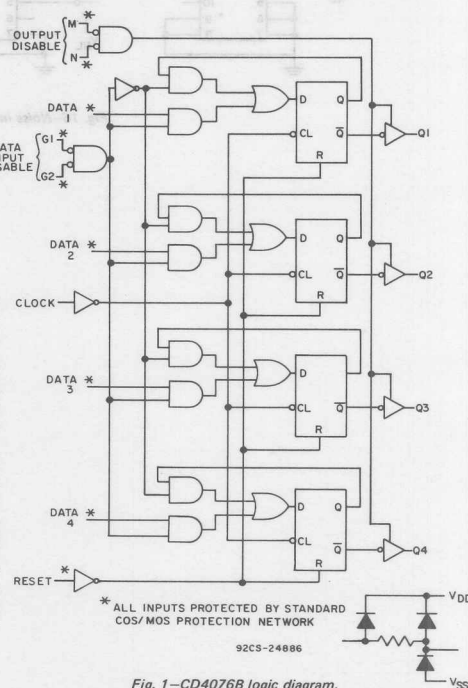 M *
OUTPUT
DISABLE
N *
DATA *
1
G1 *
DATA
INPUT
DISABLE
G2 *
D Q
CL Q̅
R
Q1
DATA *
2
D Q
CL Q̅
R
Q2
CLOCK
D Q
CL Q̅
R
Q3
DATA *
3
D Q
CL Q̅
R
Q4
DATA *
4
RESET *
* ALL INPUTS PROTECTED BY STANDARD
COS/MOS PROTECTION NETWORK
VDD
92CS-24886
VSS
Fig. 1—CD4076B logic diagram.